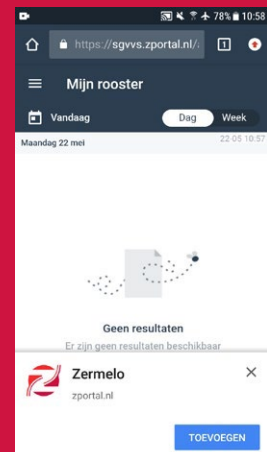 78% 10:58
https://sgvvs.zportal.nl/ 1
Mijn rooster
Vandaag Dag Week
Maandag 22 mei 22-05 10:57
Geen resultaten
Er zijn geen resultaten beschikbaar
Zermelo
zportal.nl
TOEVOEGEN